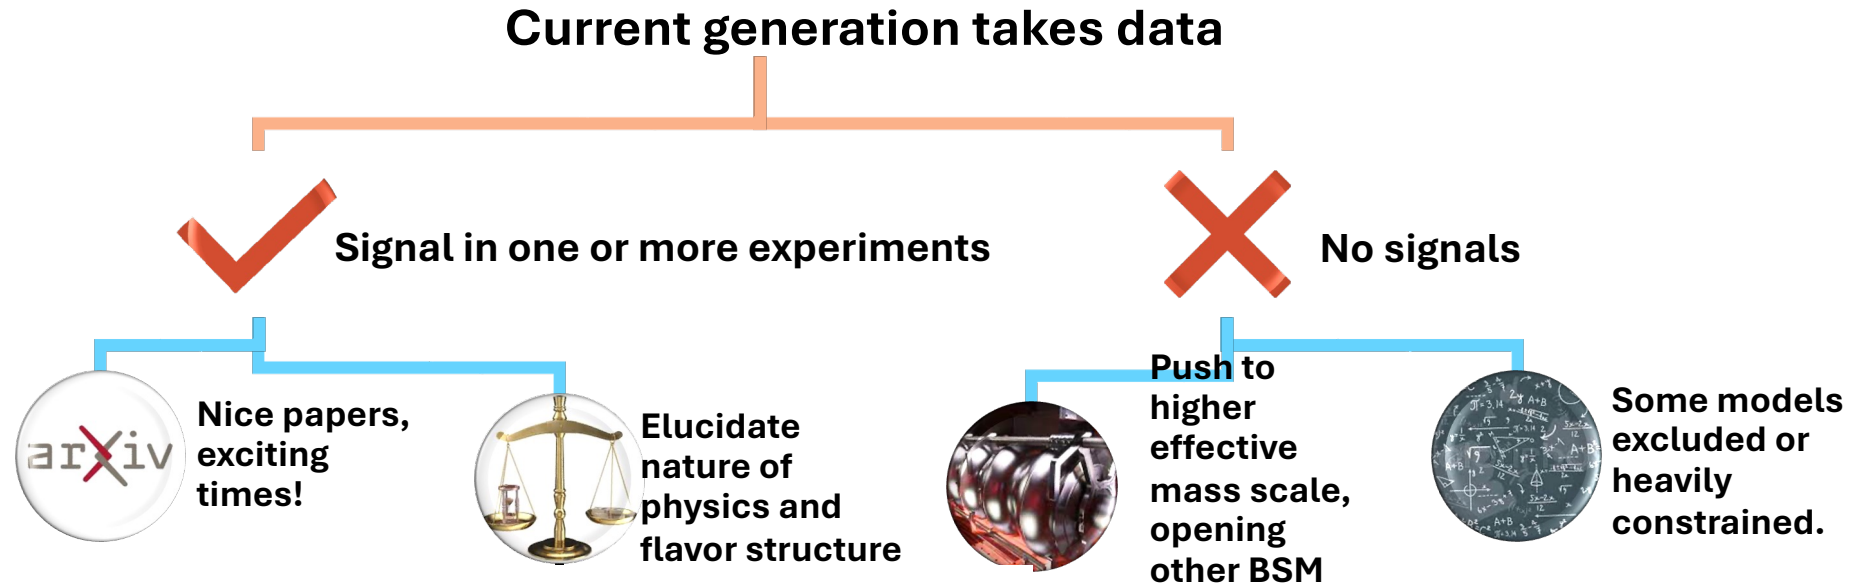 Current generation takes data
Signal in one or more experiments
No signals
arXiv
Nice papers,
exciting
times!
Elucidate
nature of
physics and
flavor structure
Push to
higher
effective
mass scale,
opening
other BSM
Some models
excluded or
heavily
constrained.